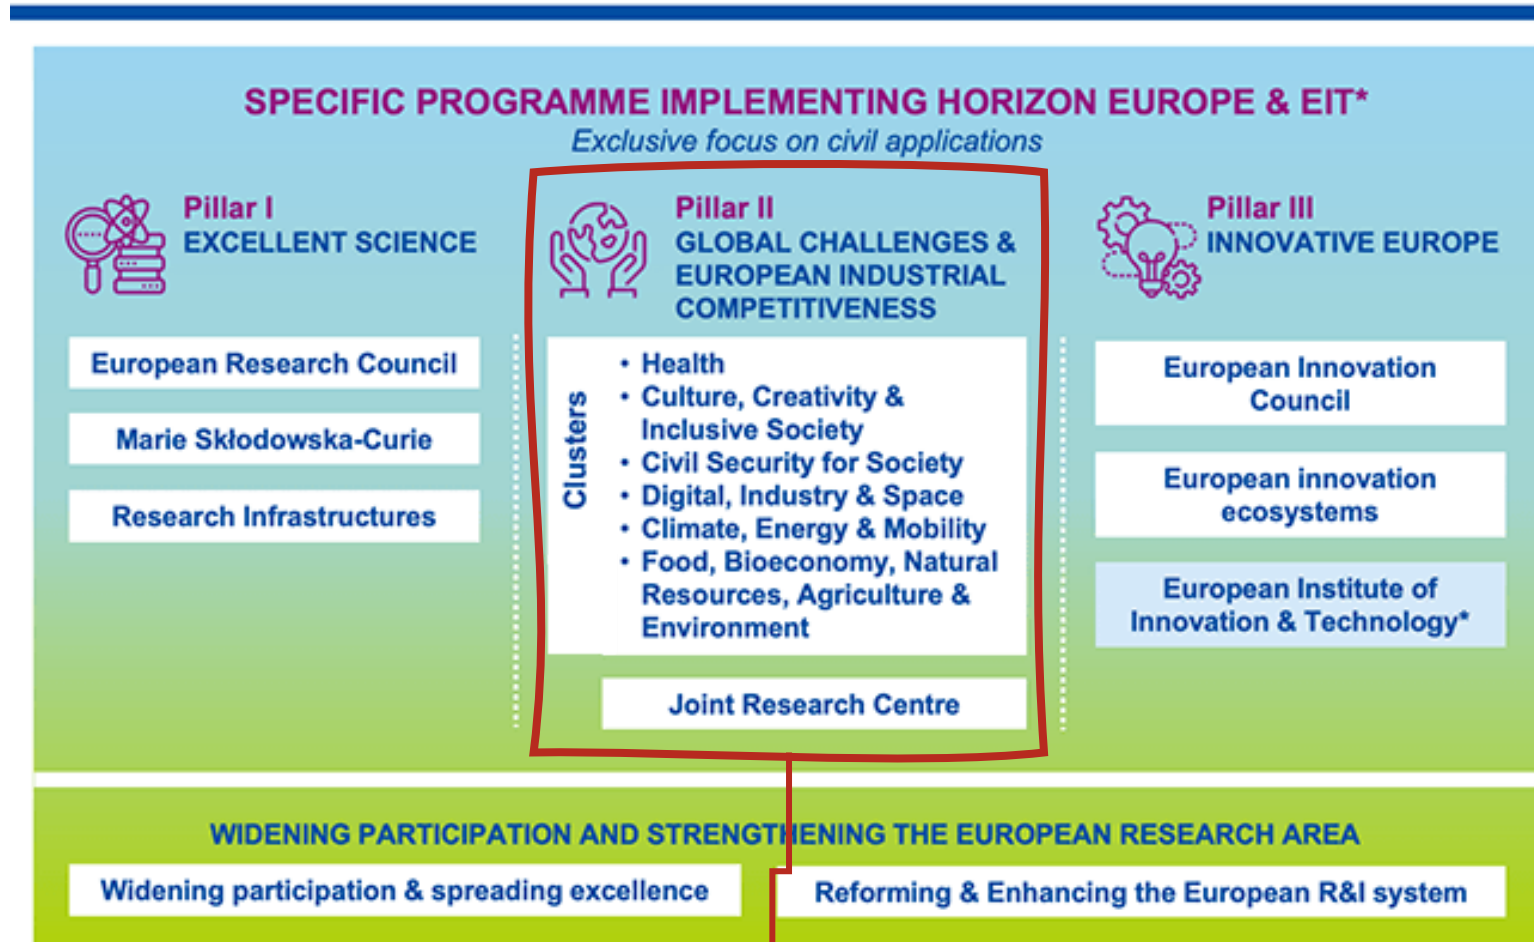 SPECIFIC PROGRAMME IMPLEMENTING HORIZON EUROPE & EIT*
Exclusive focus on civil applications
Pillar I
EXCELLENT SCIENCE
European Research Council
Marie Skłodowska-Curie
Research Infrastructures
Pillar II
GLOBAL CHALLENGES &
EUROPEAN INDUSTRIAL
COMPETITIVENESS
Clusters
• Health
• Culture, Creativity &
Inclusive Society
• Civil Security for Society
• Digital, Industry & Space
• Climate, Energy & Mobility
• Food, Bioeconomy, Natural
Resources, Agriculture &
Environment
Joint Research Centre
Pillar III
INNOVATIVE EUROPE
European Innovation
Council
European innovation
ecosystems
European Institute of
Innovation & Technology*
WIDENING PARTICIPATION AND STRENGTHENING THE EUROPEAN RESEARCH AREA
Widening participation & spreading excellence
Reforming & Enhancing the European R&I system